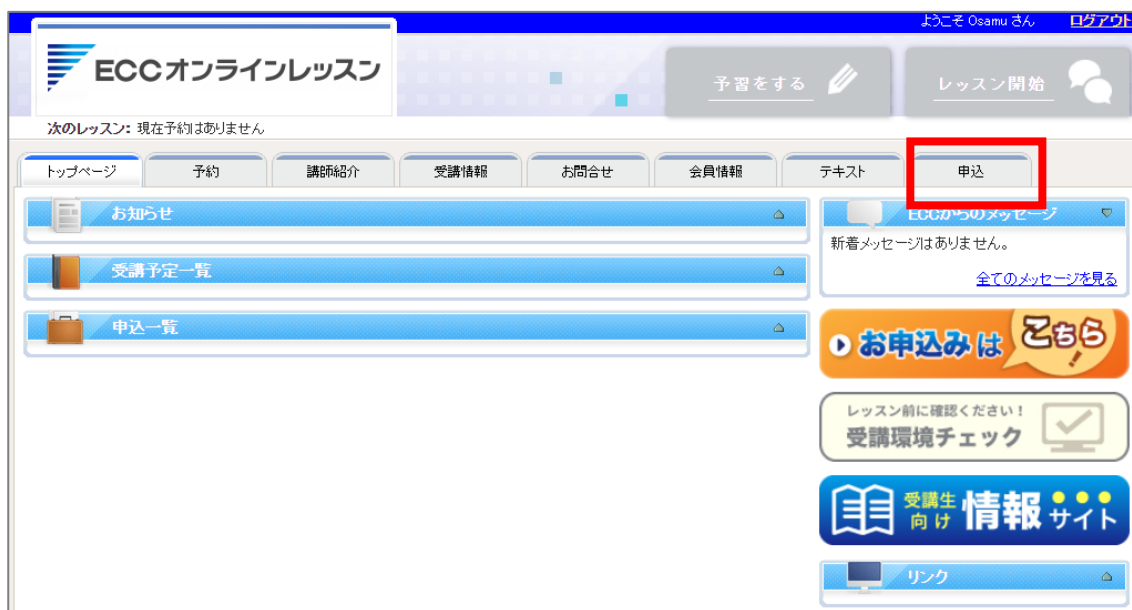 ようこそ Osamu さん ログアウト
ECCオンラインレッスン
予習をする
レッスン開始
次のレッスン: 現在予約はありません
トップページ 予約 講師紹介 受講情報 お問合せ 会員情報 テキスト 申込
お知らせ
受講予定一覧
申込一覧
ECCからのメッセージ
新着メッセージはありません。
全てのメッセージを見る
お申込みは こちら!
レッスン前に確認ください!
受講環境チェック
受講生向け 情報サイト
リンク